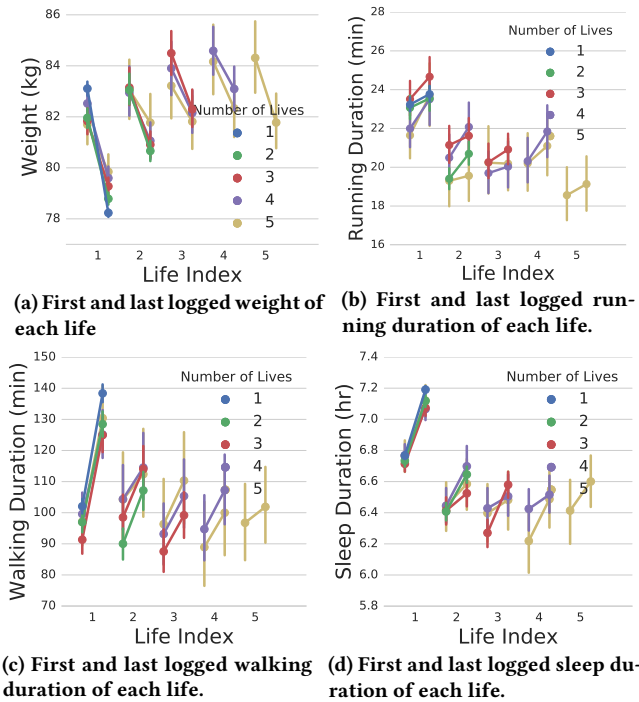 86
84
82
80
78
Weight (kg)
Number of Lives
1
2
3
4
5
1 2 3 4 5
Life Index
(a) First and last logged weight of
each life
28
26
24
22
20
18
16
Running Duration (min)
Number of Lives
1
2
3
4
5
1 2 3 4 5
Life Index
(b) First and last logged run-
ning duration of each life.
150
140
130
120
110
100
90
80
70
Walking Duration (min)
Number of Lives
1
2
3
4
5
1 2 3 4 5
Life Index
(c) First and last logged walking
duration of each life.
7.4
7.2
7.0
6.8
6.6
6.4
6.2
6.0
5.8
Sleep Duration (hr)
Number of Lives
1
2
3
4
5
1 2 3 4 5
Life Index
(d) First and last logged sleep du-
ration of each life.